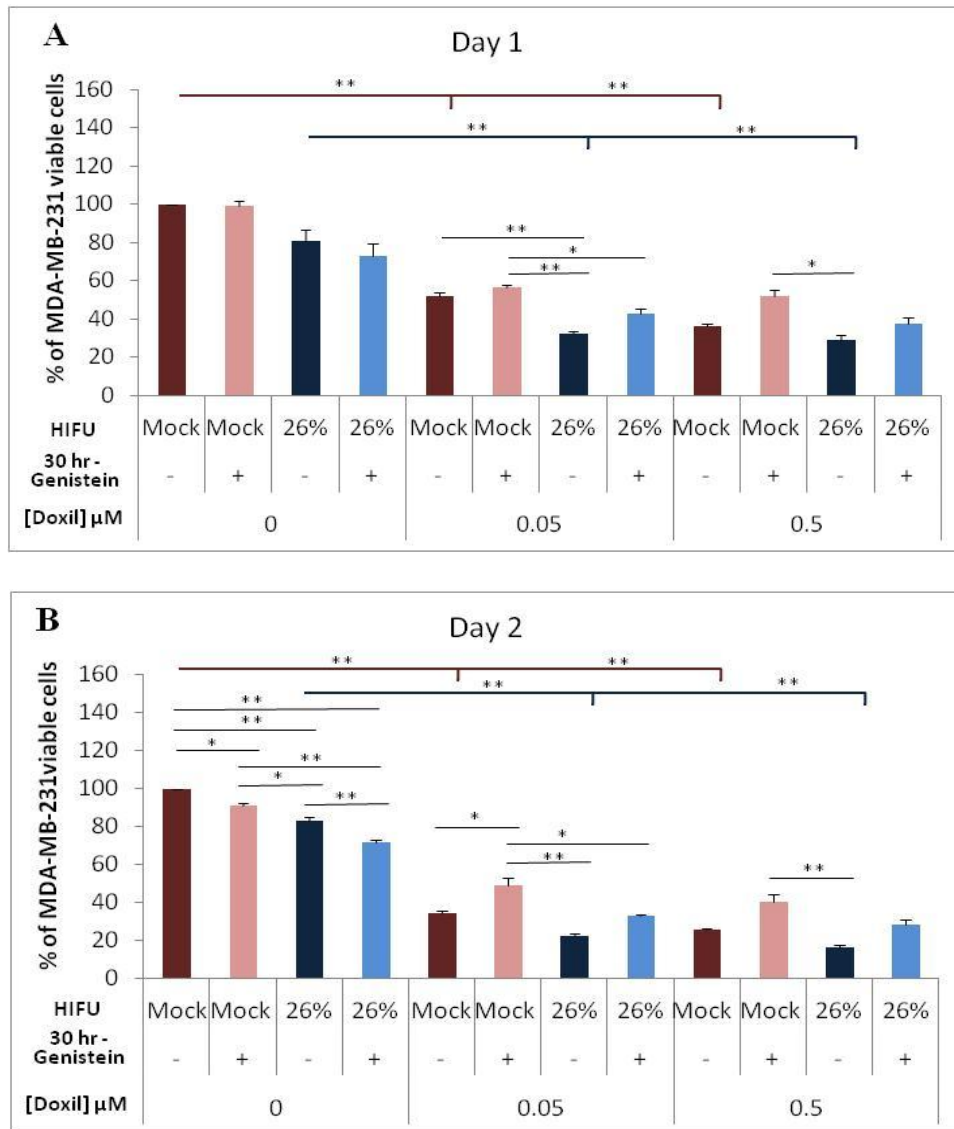 A
Day 1
% of MDA-MB-231 viable cells
160
140
120
100
80
60
40
20
0
** **
** **
**
*
**
*
HIFU Mock Mock 26% 26% Mock Mock 26% 26% Mock Mock 26% 26%
30 hr -
Genistein - + - + - + - + - + - +
[Doxil] µM 0 0.05 0.5
B
Day 2
% of MDA-MB-231viable cells
160
140
120
100
80
60
40
20
0
** **
** **
**
**
*
**
*
**
*
*
**
**
HIFU Mock Mock 26% 26% Mock Mock 26% 26% Mock Mock 26% 26%
30 hr -
Genistein - + - + - + - + - + - +
[Doxil] µM 0 0.05 0.5